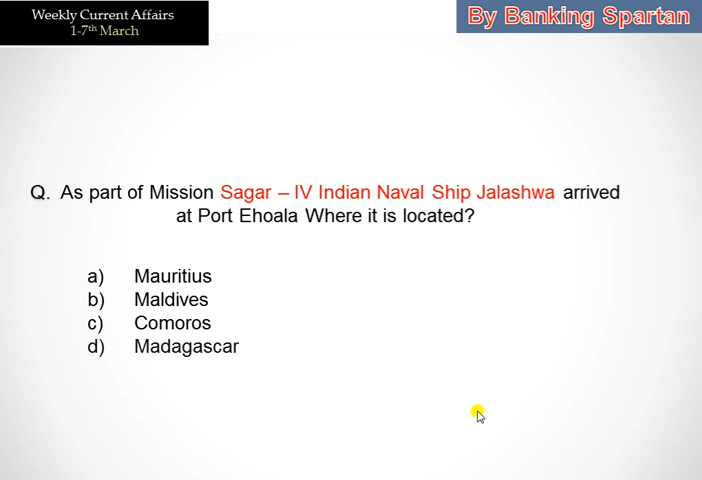 Weekly Current Affairs
1-7th March
By Banking Spartan
Q. As part of Mission Sagar – IV Indian Naval Ship Jalashwa arrived
at Port Ehoala Where it is located?
a) Mauritius
b) Maldives
c) Comoros
d) Madagascar